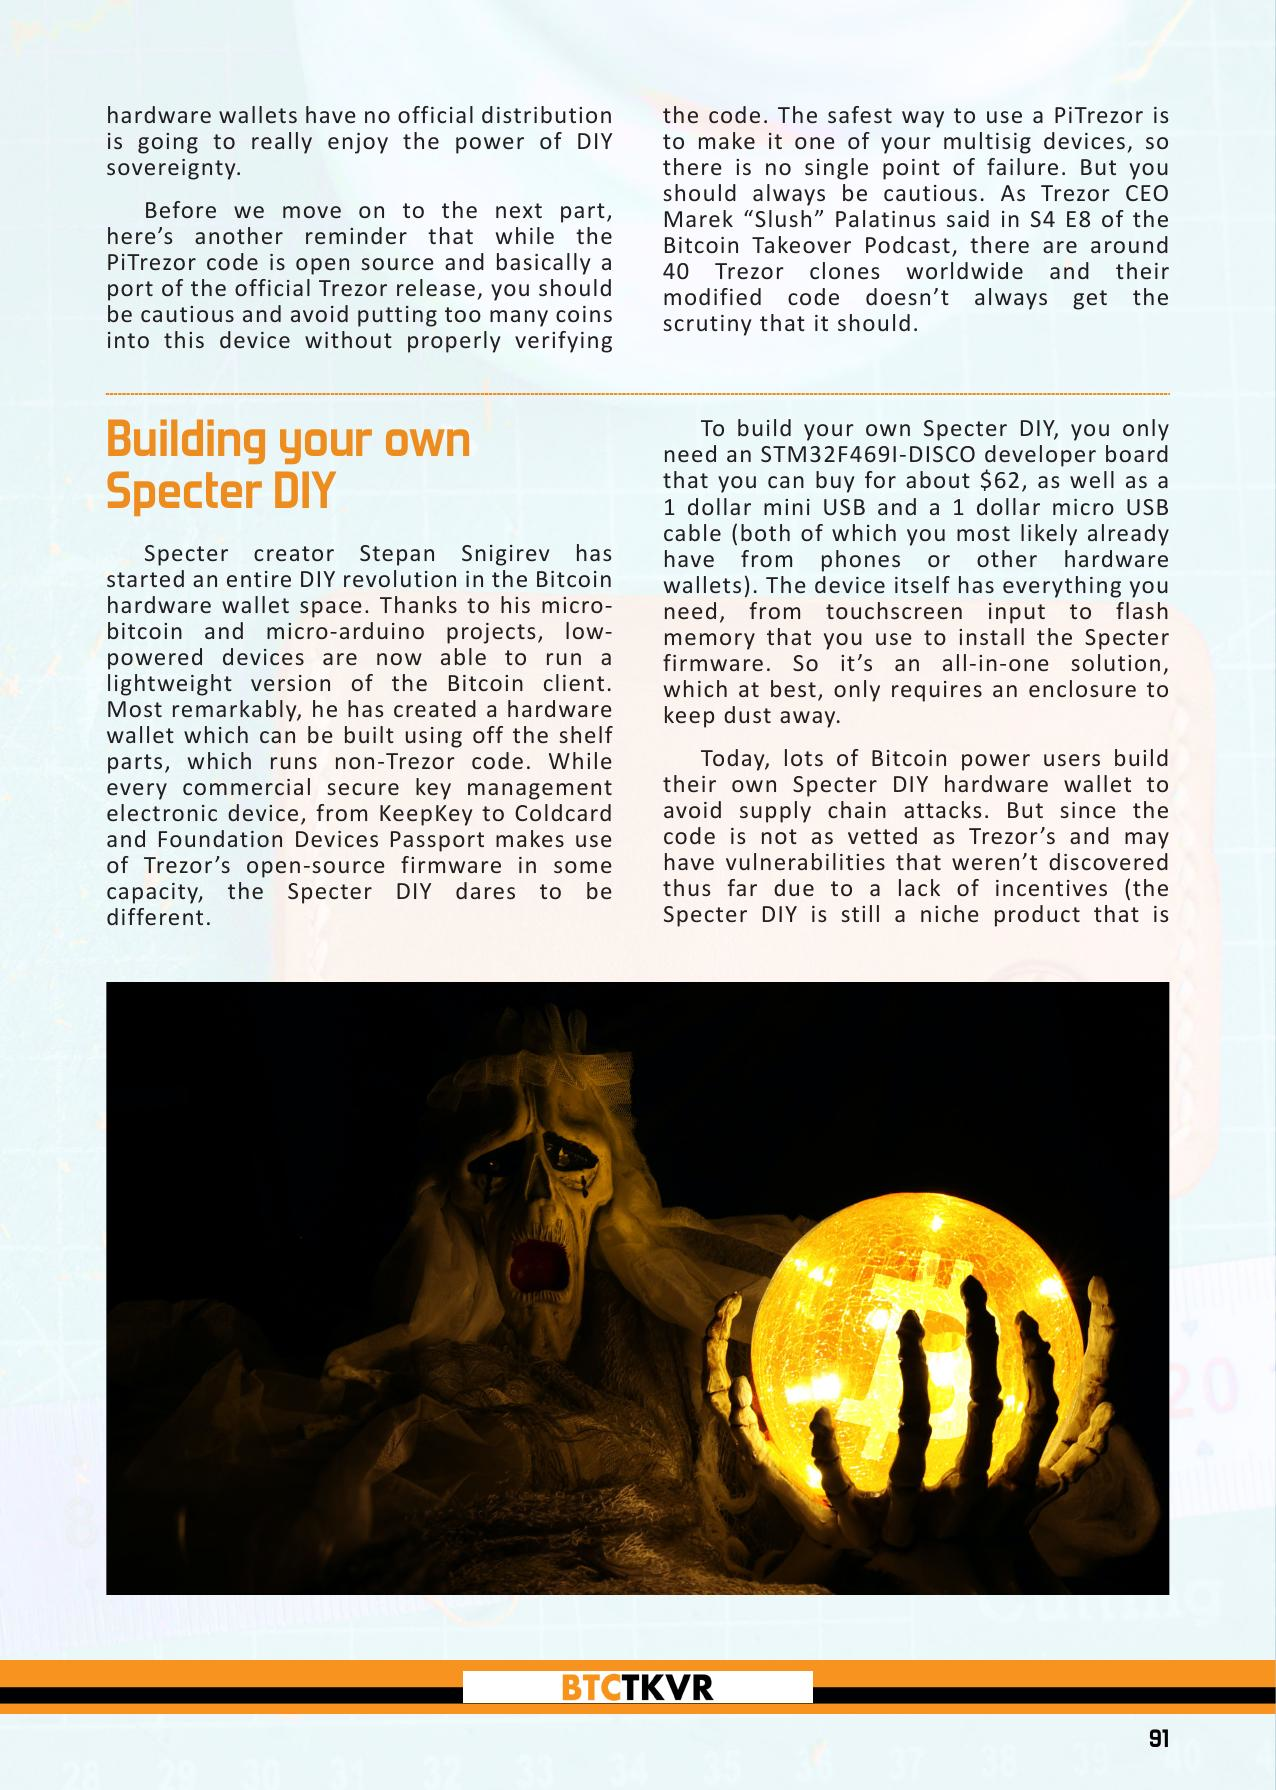 hardware wallets have no official distribution
is going to really enjoy the power of DIY
sovereignty.
Before we move on to the next part,
here's another reminder that while the
PiTrezor code is open source and basically a
port of the official Trezor release, you should
be cautious and avoid putting too many coins
into this device without properly verifying
the code. The safest way to use a PiTrezor is
to make it one of your multisig devices, so
there is no single point of failure. But you
should always be cautious. As Trezor CEO
Marek “Slush” Palatinus said in S4 E8 of the
Bitcoin Takeover Podcast, there are around
40 Trezor clones worldwide and their
modified code doesn’t always get the
scrutiny that it should.
Building your own
Specter DIY
Specter creator Stepan Snigirev has
started an entire DIY revolution in the Bitcoin
hardware wallet space. Thanks to his micro-
bitcoin and micro-arduino projects, low-
powered devices are now able to run a
lightweight version of the Bitcoin client.
Most remarkably, he has created a hardware
wallet which can be built using off the shelf
parts, which runs non-Trezor code. While
every commercial secure key management
electronic device, from KeepKey to Coldcard
and Foundation Devices Passport makes use
of Trezor’s open-source firmware in some
capacity, the Specter DIY dares to be
different.
To build your own Specter DIY, you only
need an STM32F469I-DISCO developer board
that you can buy for about $62, as well as a
1 dollar mini USB and a 1 dollar micro USB
cable (both of which you most likely already
have from phones or other hardware
wallets). The device itself has everything you
need, from touchscreen input to flash
memory that you use to install the Specter
firmware. So it’s an all-in-one solution,
which at best, only requires an enclosure to
keep dust away.
Today, lots of Bitcoin power users build
their own Specter DIY hardware wallet to
avoid supply chain attacks. But since the
code is not as vetted as Trezor’s and may
have vulnerabilities that weren’t discovered
thus far due to a lack of incentives (the
Specter DIY is still a niche product that is
20
8
Cutting
BTCTKVR
91
28 29 30 31 32 33 34 35 36 37 38 39 40